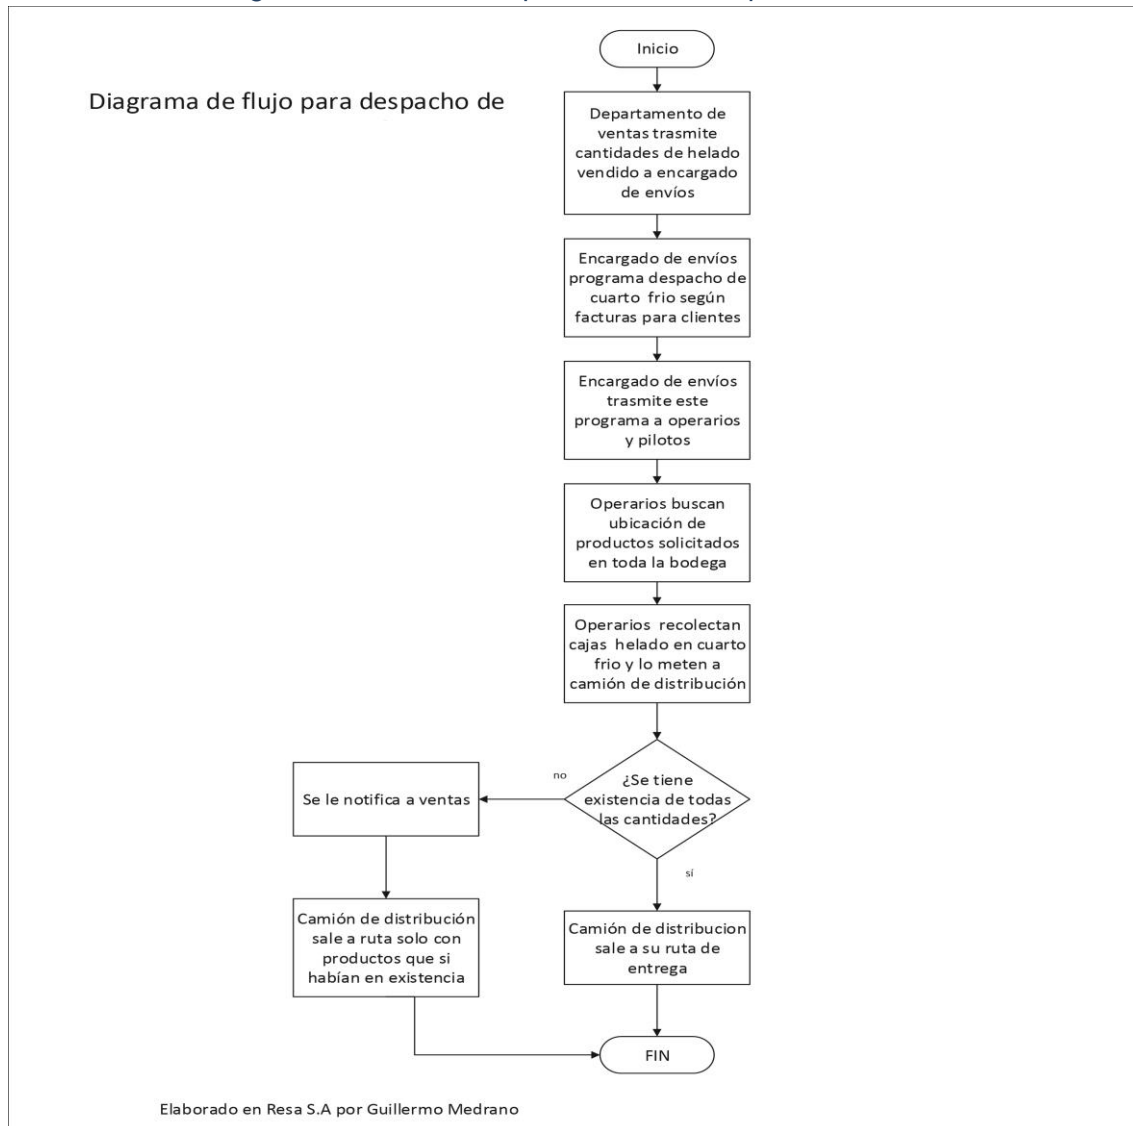 Inicio
Diagrama de flujo para despacho de
Departamento de
ventas trasmite
cantidades de helado
vendido a encargado
de envíos
Encargado de envíos
programa despacho de
cuarto frio según
facturas para clientes
Encargado de envíos
trasmite este
programa a operarios
y pilotos
Operarios buscan
ubicación de
productos solicitados
en toda la bodega
Operarios recolectan
cajas helado en cuarto
frio y lo meten a
camión de distribución
¿Se tiene
existencia de todas
las cantidades?
no
Se le notifica a ventas
sí
Camión de distribución
sale a ruta solo con
productos que si
habían en existencia
Camión de distribucion
sale a su ruta de
entrega
FIN
Elaborado en Resa S.A por Guillermo Medrano